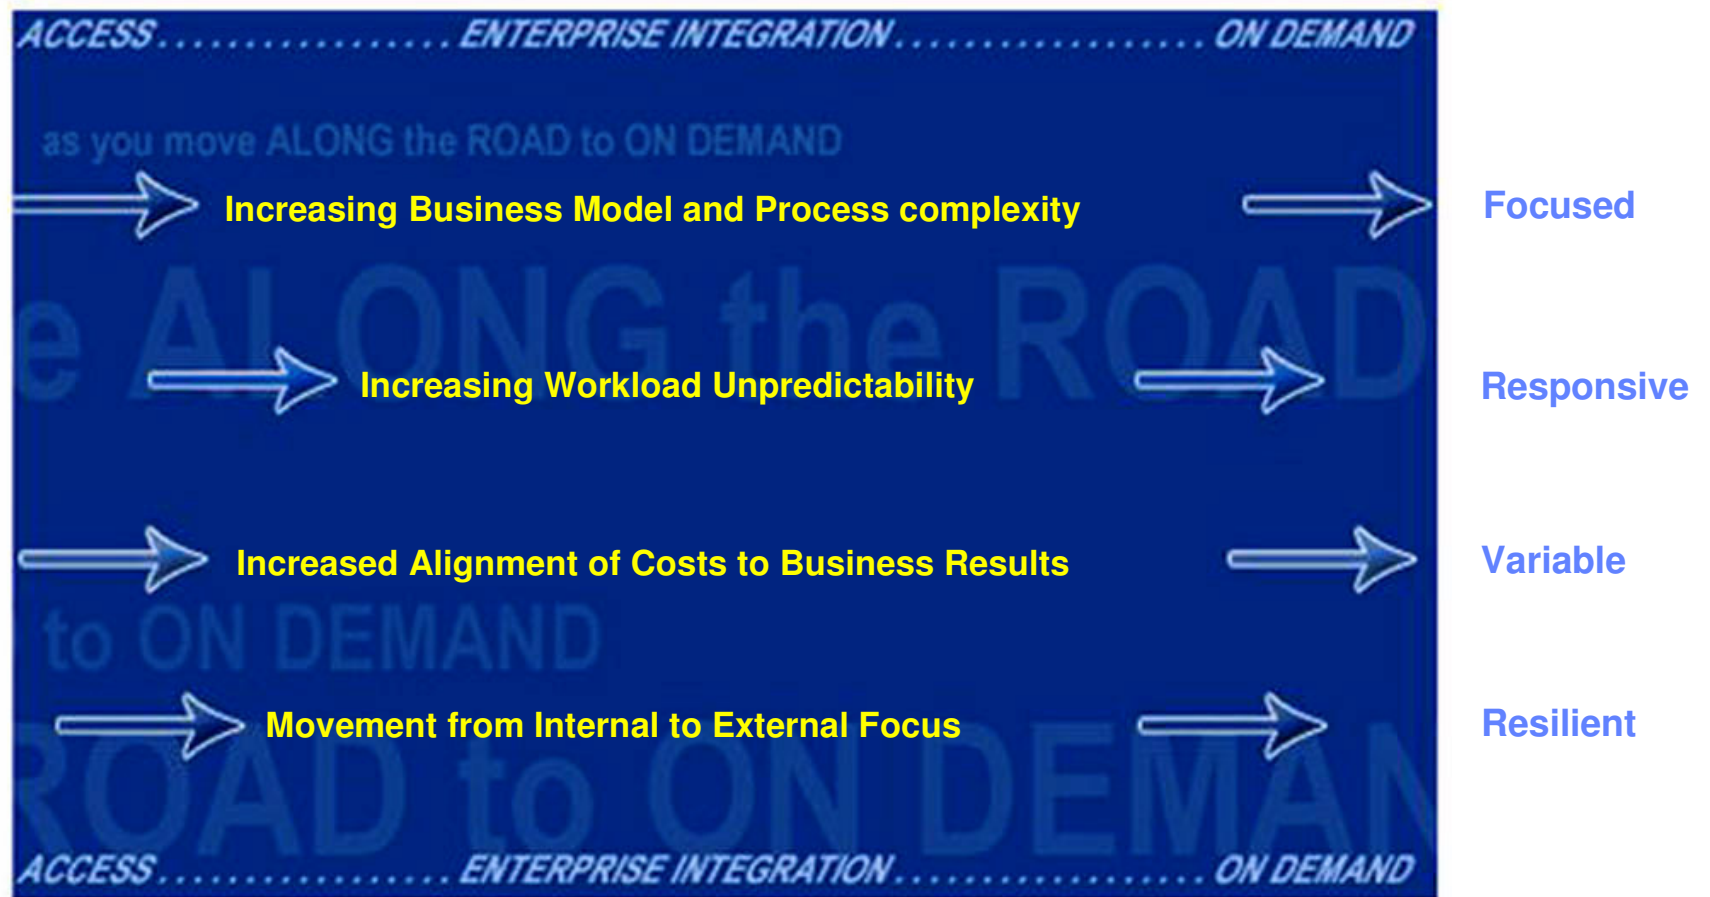 ACCESS................. ENTERPRISE INTEGRATION.................. ON DEMAND
as you move ALONG the ROAD to ON DEMAND
Increasing Business Model and Process complexity Focused
e ALONG the ROAD
Increasing Workload Unpredictability Responsive
Increased Alignment of Costs to Business Results Variable
to ON DEMAND
Movement from Internal to External Focus Resilient
ROAD to ON DEMAN
ACCESS................. ENTERPRISE INTEGRATION.................. ON DEMAND